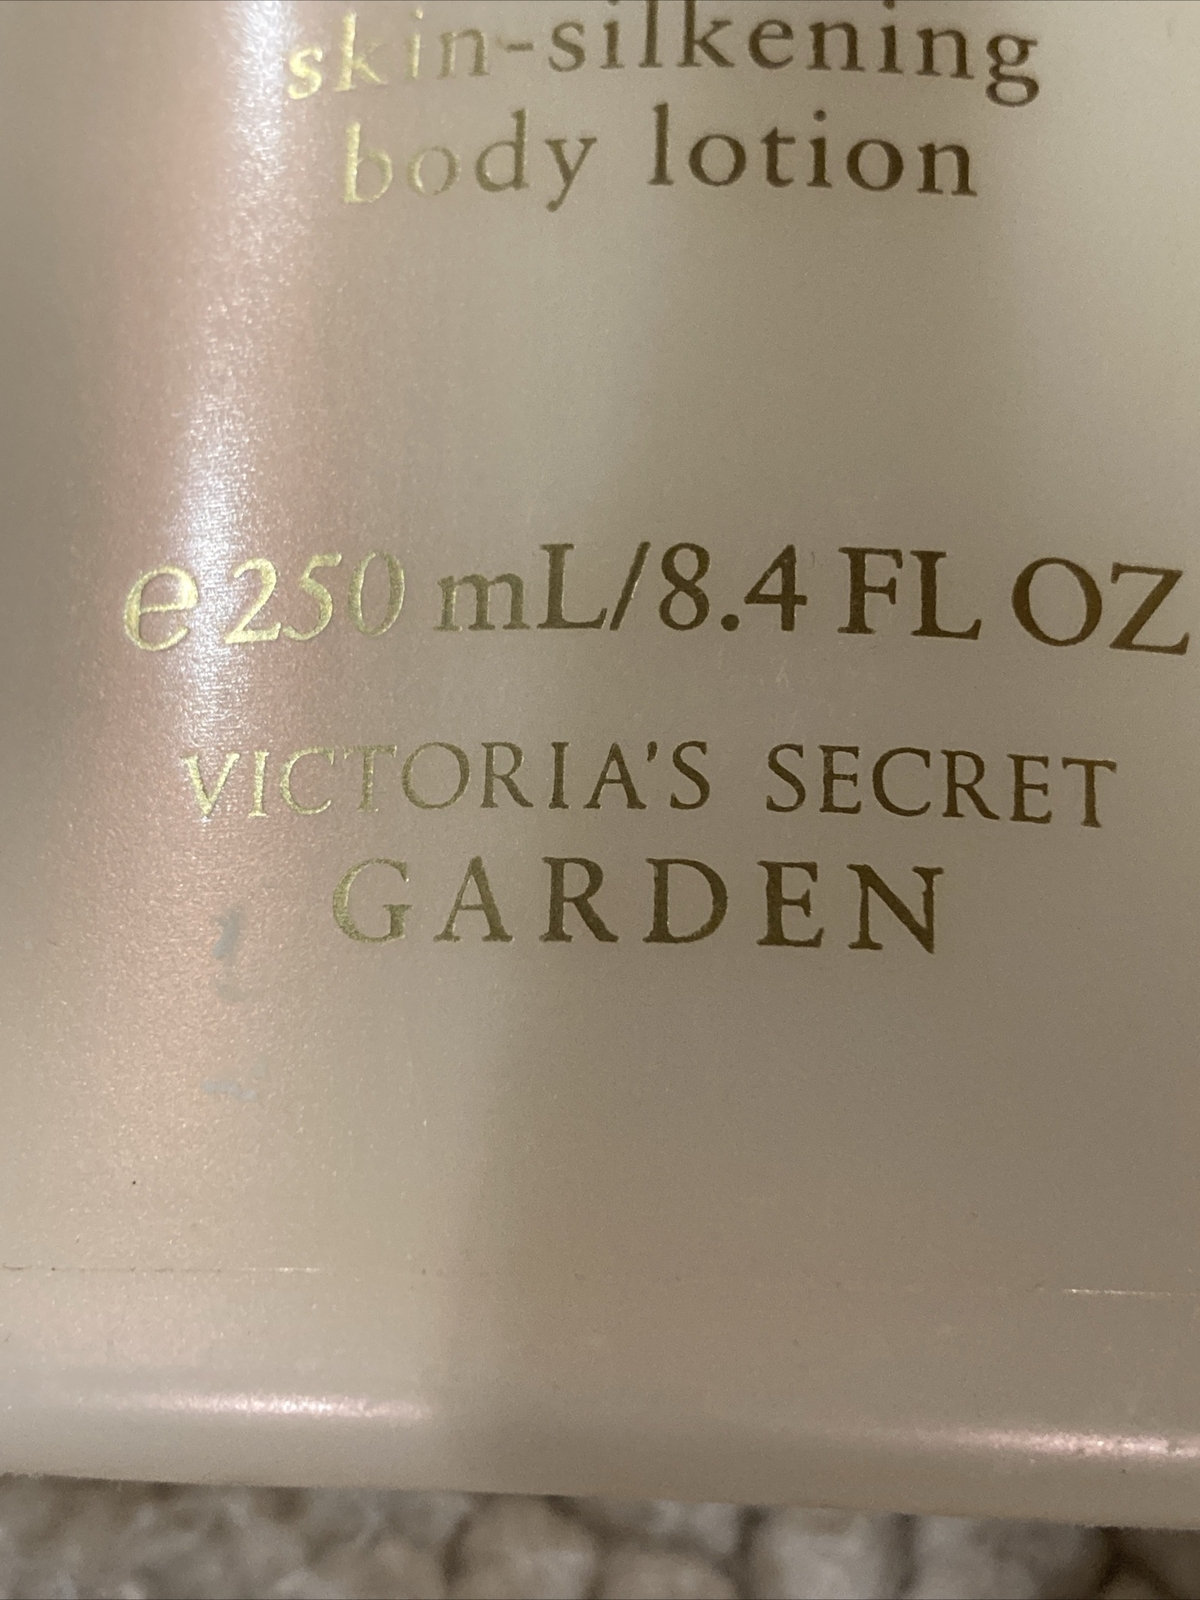 skin-silkening
body lotion
e 250 mL/8.4 FL OZ
VICTORIA'S SECRET
GARDEN